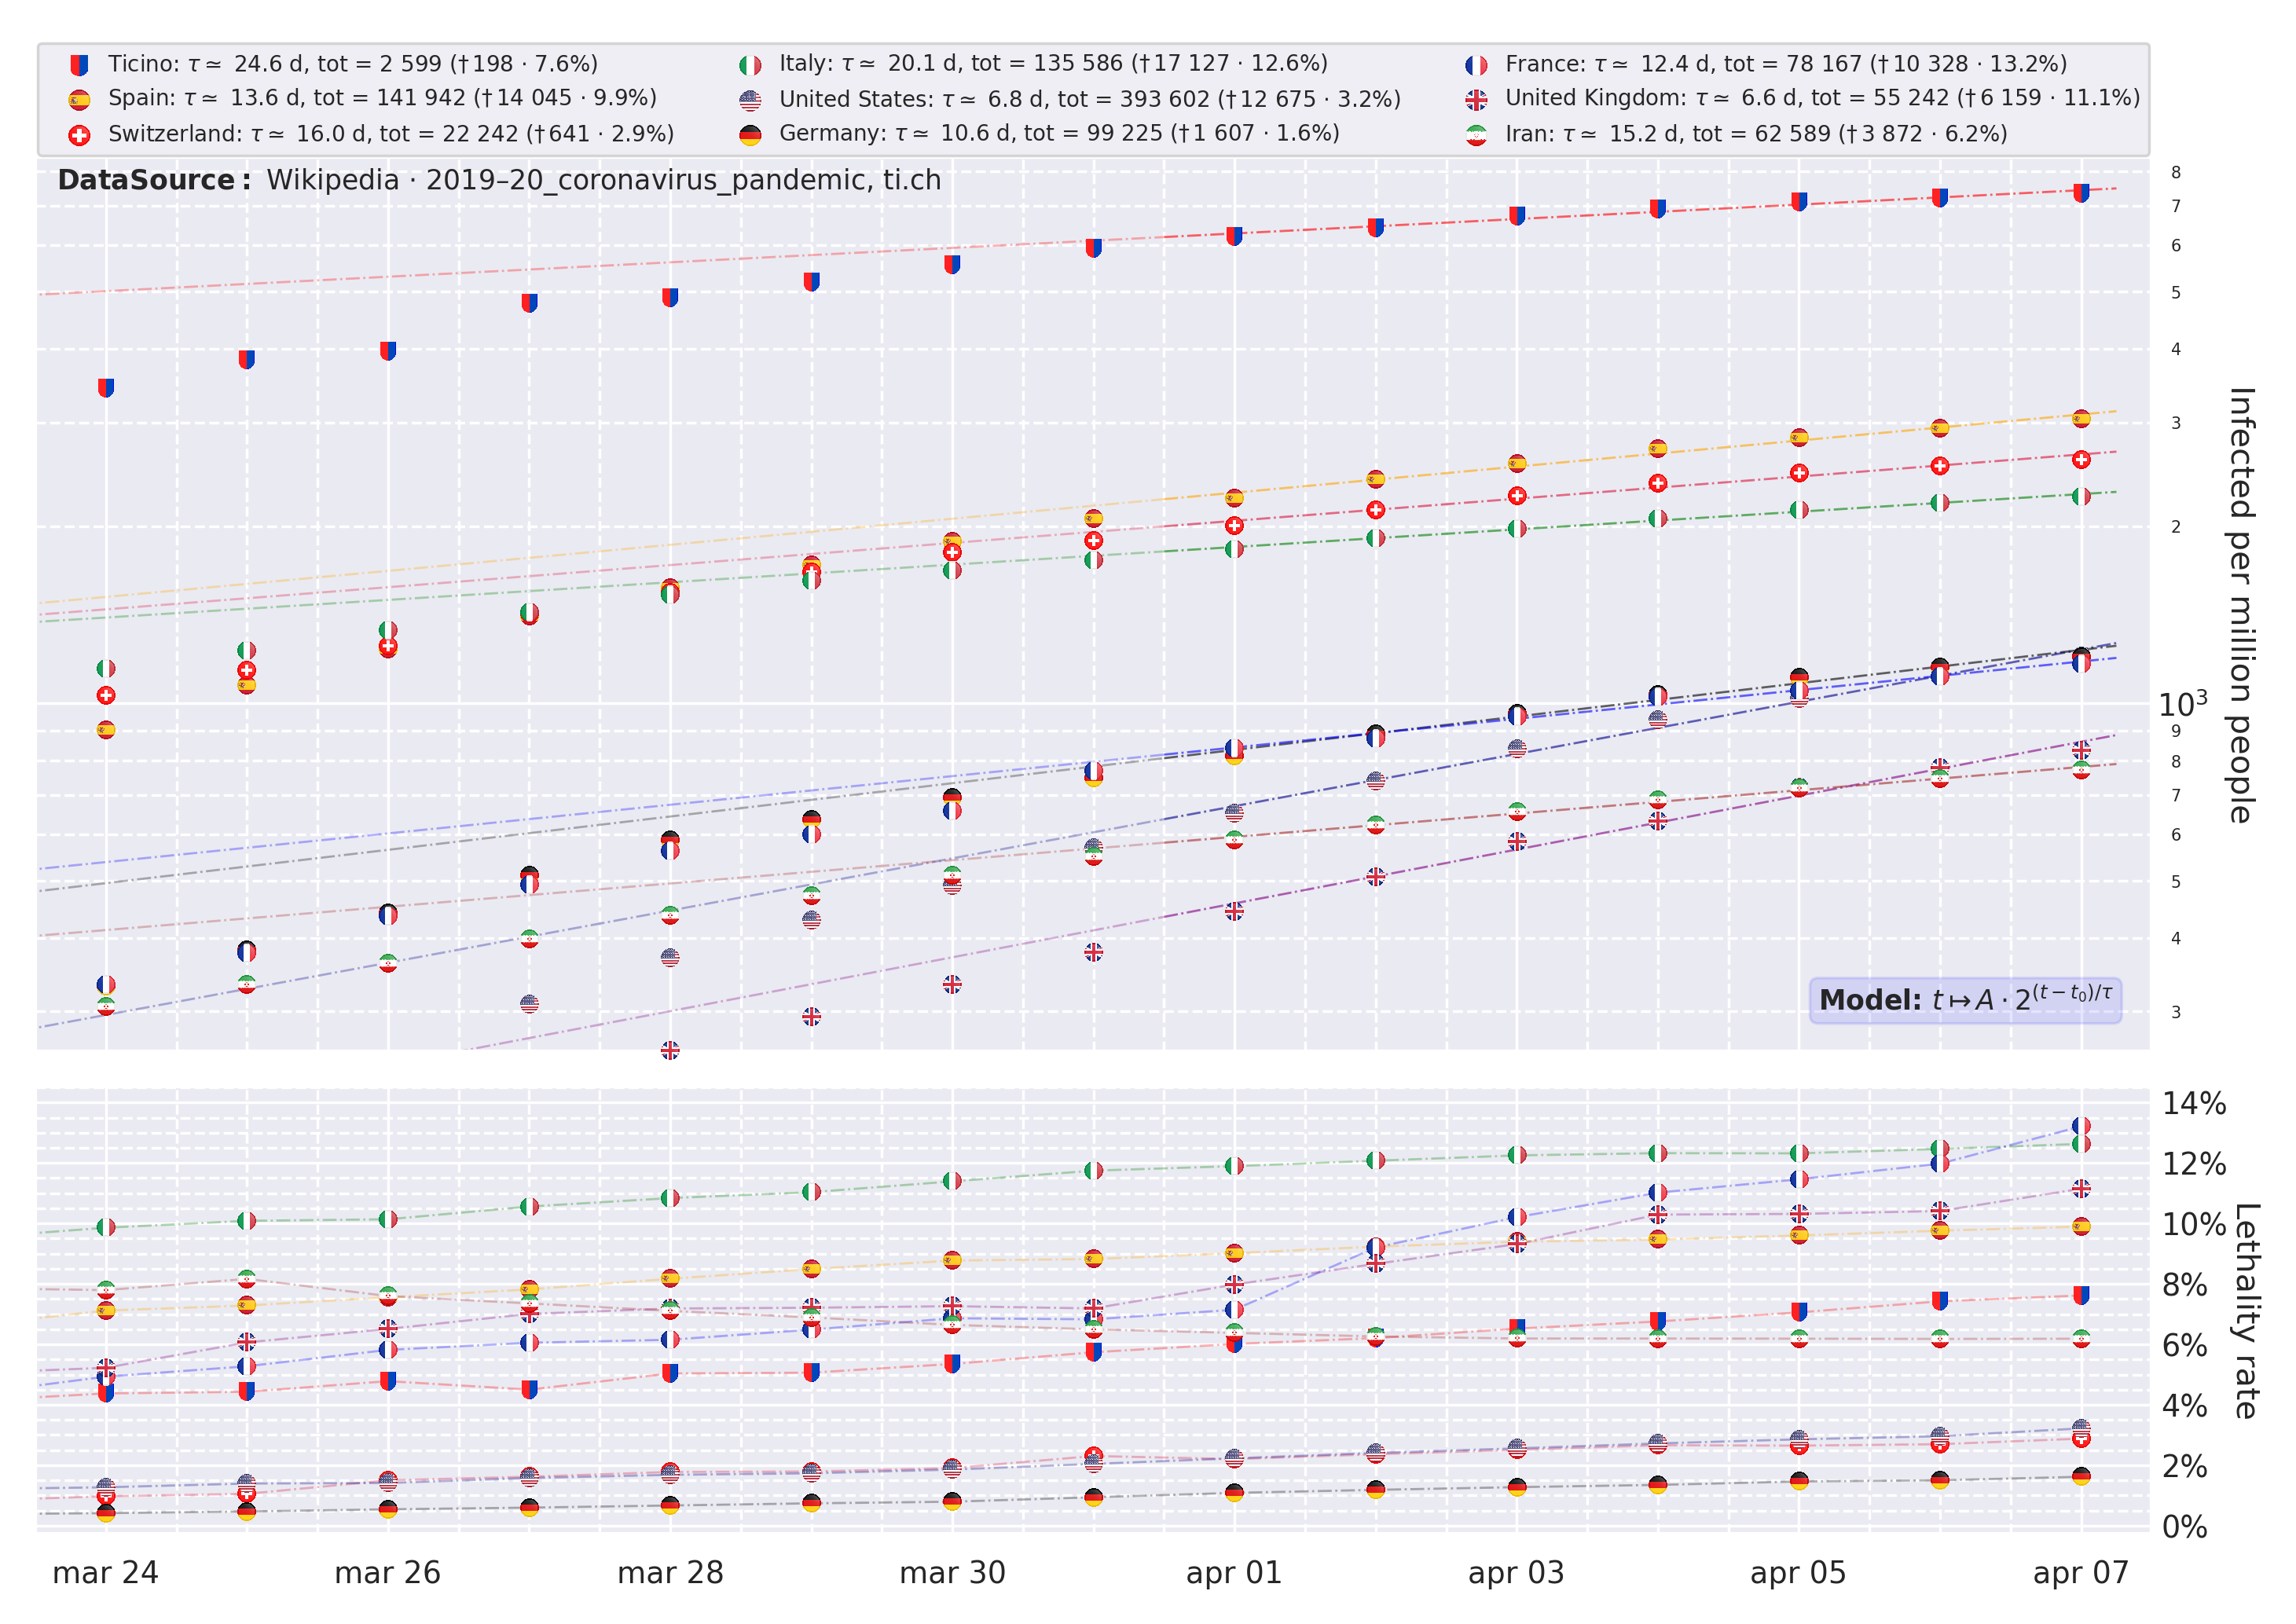 Ticino: τ ≃ 24.6 d, tot = 2 599 († 198 · 7.6%)
Spain: τ ≃ 13.6 d, tot = 141 942 († 14 045 · 9.9%)
Switzerland: τ ≃ 16.0 d, tot = 22 242 († 641 · 2.9%)
Italy: τ ≃ 20.1 d, tot = 135 586 († 17 127 · 12.6%)
United States: τ ≃ 6.8 d, tot = 393 602 († 12 675 · 3.2%)
Germany: τ ≃ 10.6 d, tot = 99 225 († 1 607 · 1.6%)
France: τ ≃ 12.4 d, tot = 78 167 († 10 328 · 13.2%)
United Kingdom: τ ≃ 6.6 d, tot = 55 242 († 6 159 · 11.1%)
Iran: τ ≃ 15.2 d, tot = 62 589 († 3 872 · 6.2%)
DataSource: Wikipedia · 2019–20_coronavirus_pandemic, ti.ch
8
7
6
5
4
3
2
10³
9
8
7
6
5
4
3
Infected per million people
Model: t ↦ A · 2^{(t − t₀)/τ}
14%
12%
10%
8%
6%
4%
2%
0%
Lethality rate
mar 24
mar 26
mar 28
mar 30
apr 01
apr 03
apr 05
apr 07